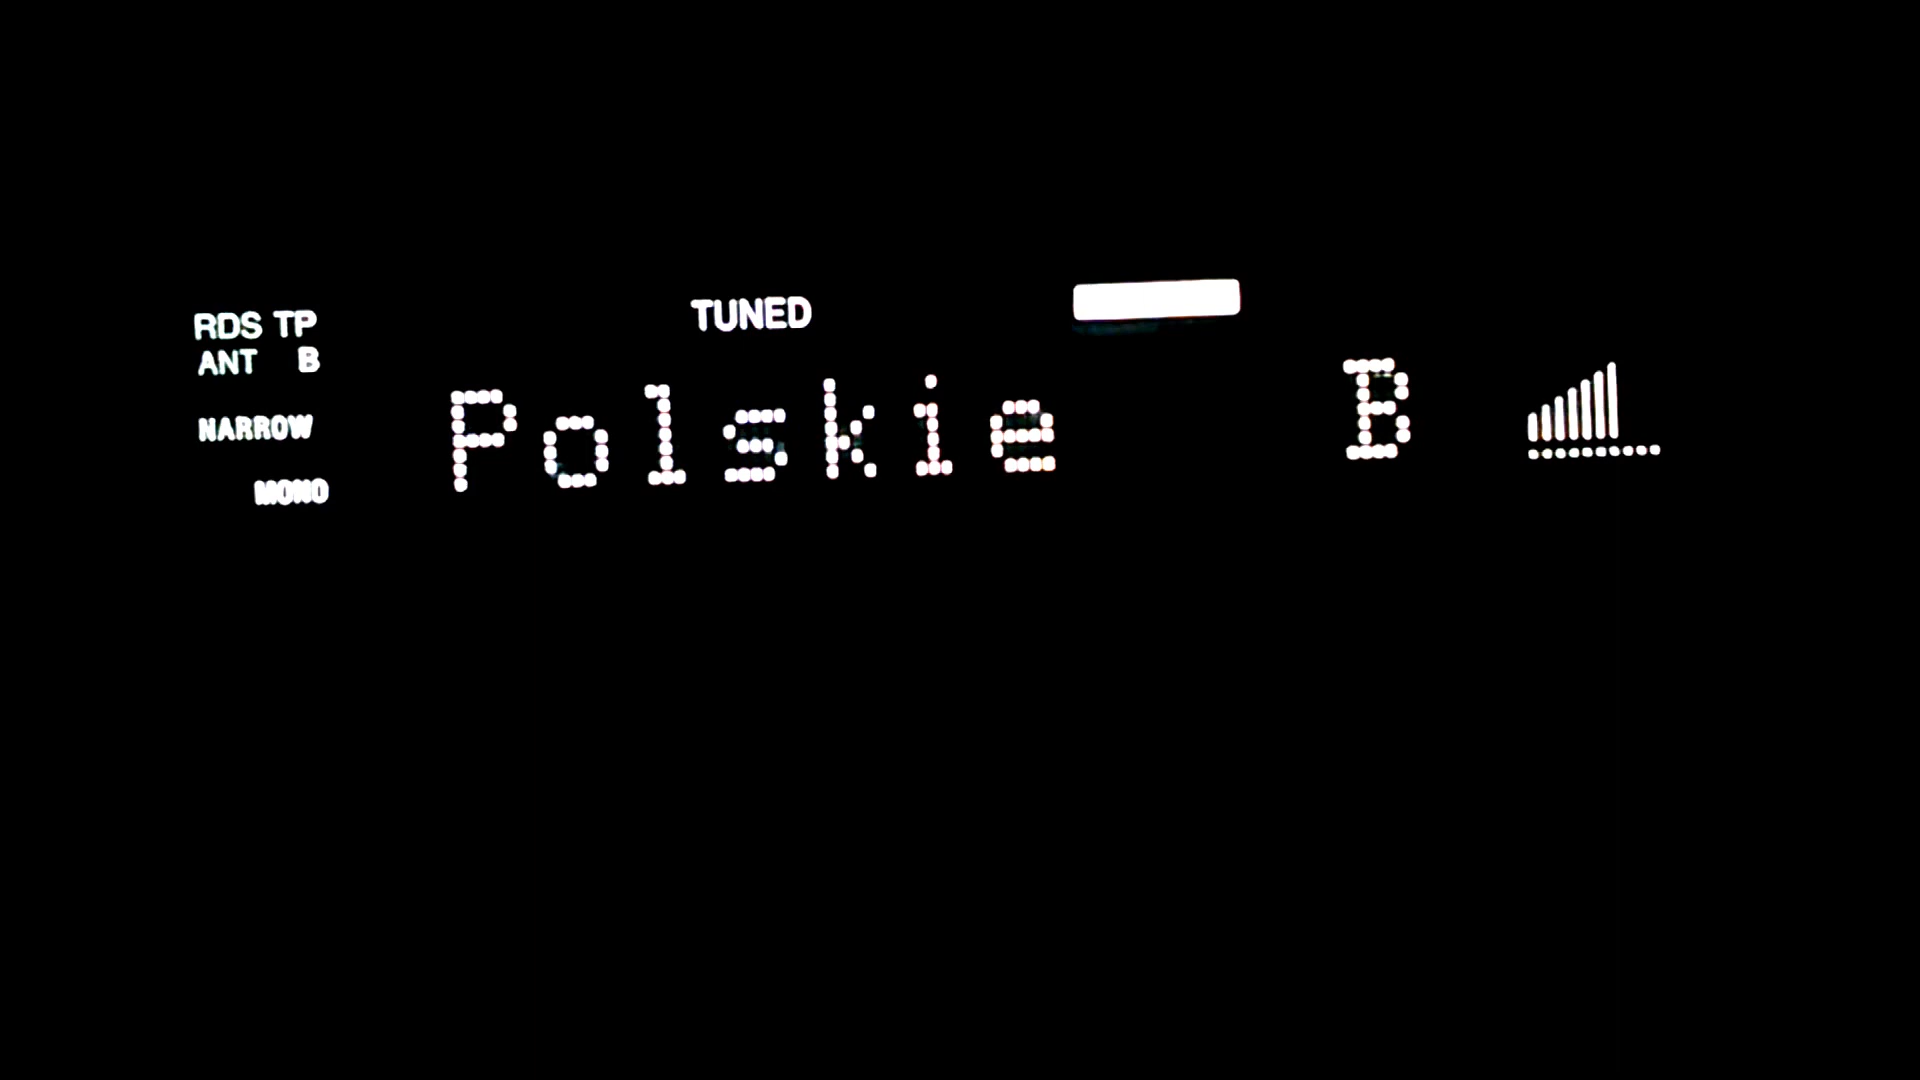 RDS TP
TUNED
ANT B
Polskie B
NARROW
MONO